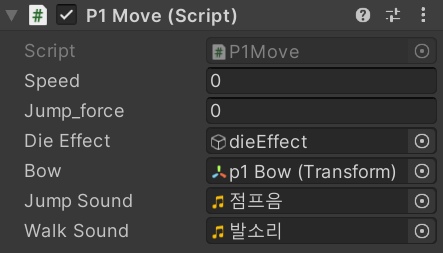 P1 Move (Script)
Script P1Move
Speed 0
Jump_force 0
Die Effect dieEffect
Bow p1 Bow (Transform)
Jump Sound 점프음
Walk Sound 발소리